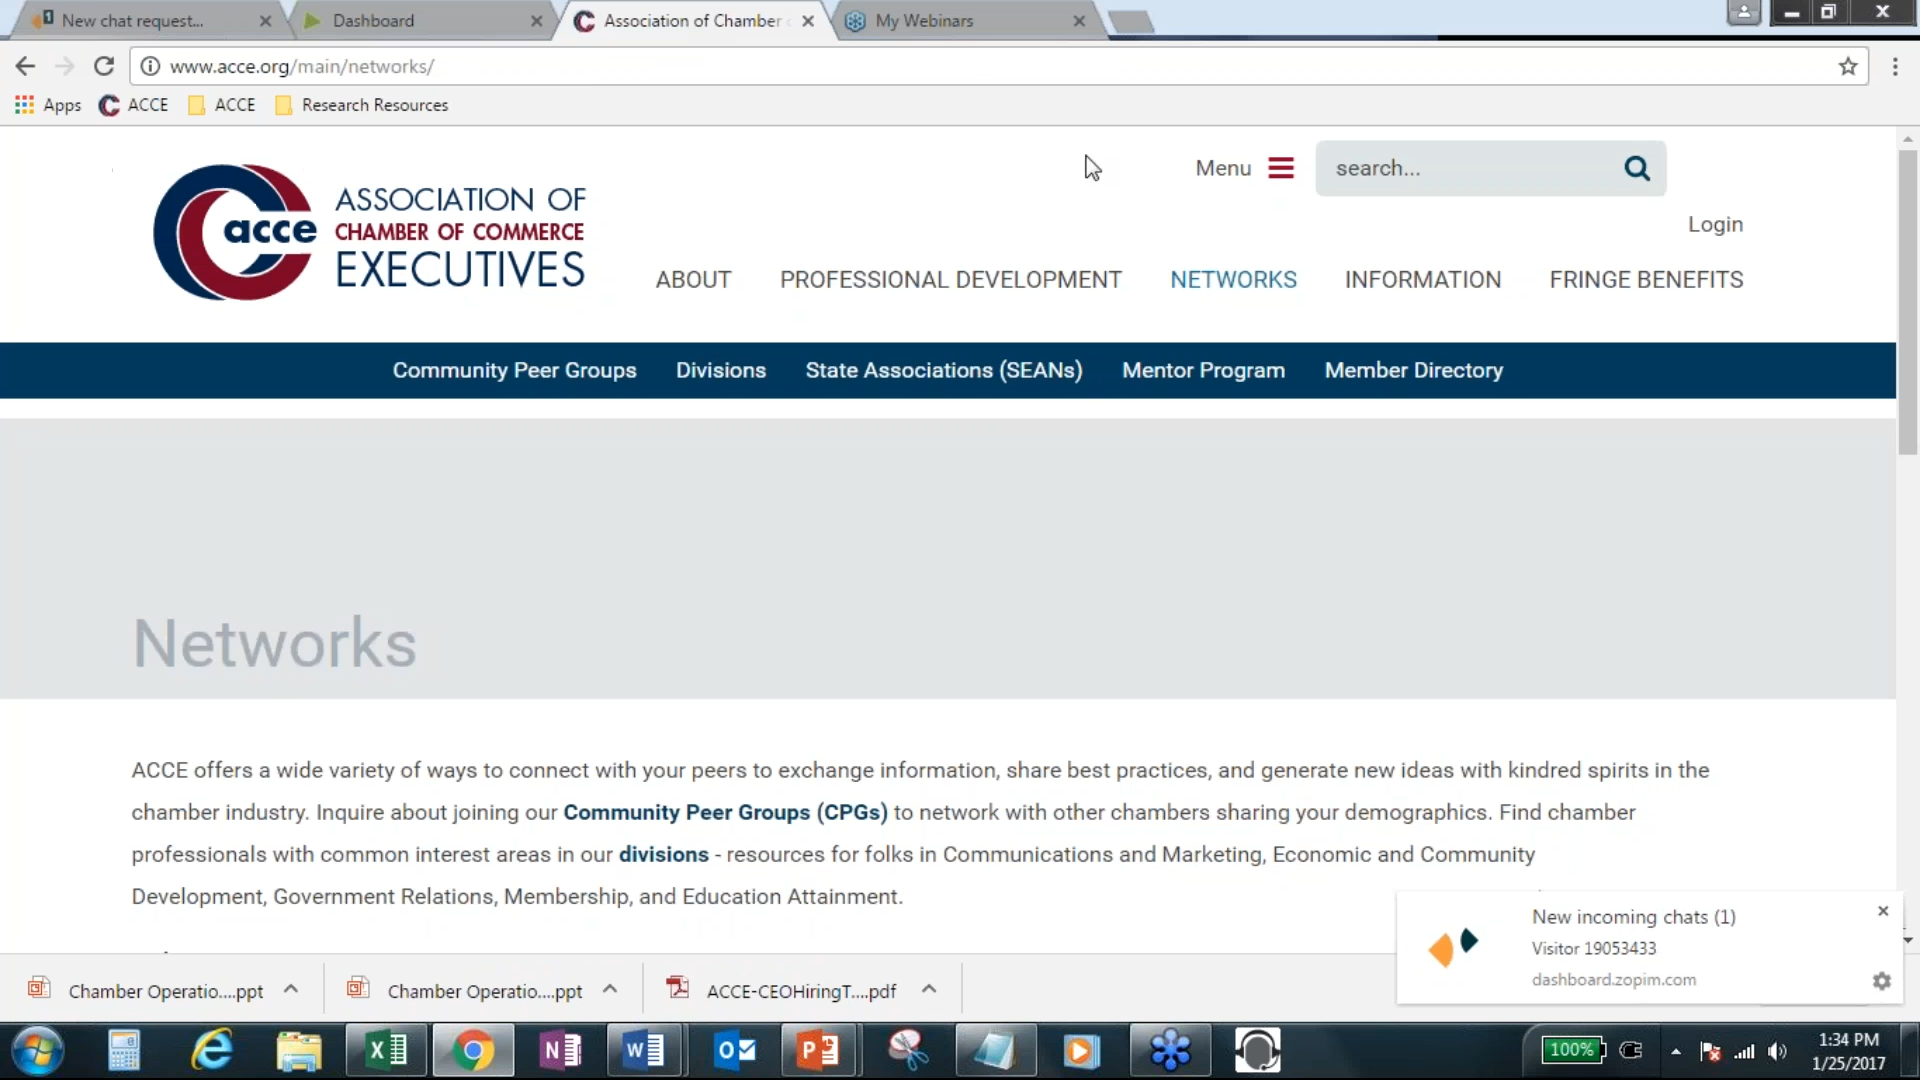 New chat request...
Dashboard
Association of Chamber
My Webinars
www.acce.org/main/networks/
Apps
ACCE
ACCE
Research Resources
acce
ASSOCIATION OF
CHAMBER OF COMMERCE
EXECUTIVES
Menu
search...
Login
ABOUT
PROFESSIONAL DEVELOPMENT
NETWORKS
INFORMATION
FRINGE BENEFITS
Community Peer Groups
Divisions
State Associations (SEANs)
Mentor Program
Member Directory
Networks
ACCE offers a wide variety of ways to connect with your peers to exchange information, share best practices, and generate new ideas with kindred spirits in the
chamber industry. Inquire about joining our Community Peer Groups (CPGs) to network with other chambers sharing your demographics. Find chamber
professionals with common interest areas in our divisions - resources for folks in Communications and Marketing, Economic and Community
Development, Government Relations, Membership, and Education Attainment.
New incoming chats (1)
Visitor 19053433
dashboard.zopim.com
Chamber Operatio....ppt
Chamber Operatio....ppt
ACCE-CEOHiringT....pdf
100%
1:34 PM
1/25/2017